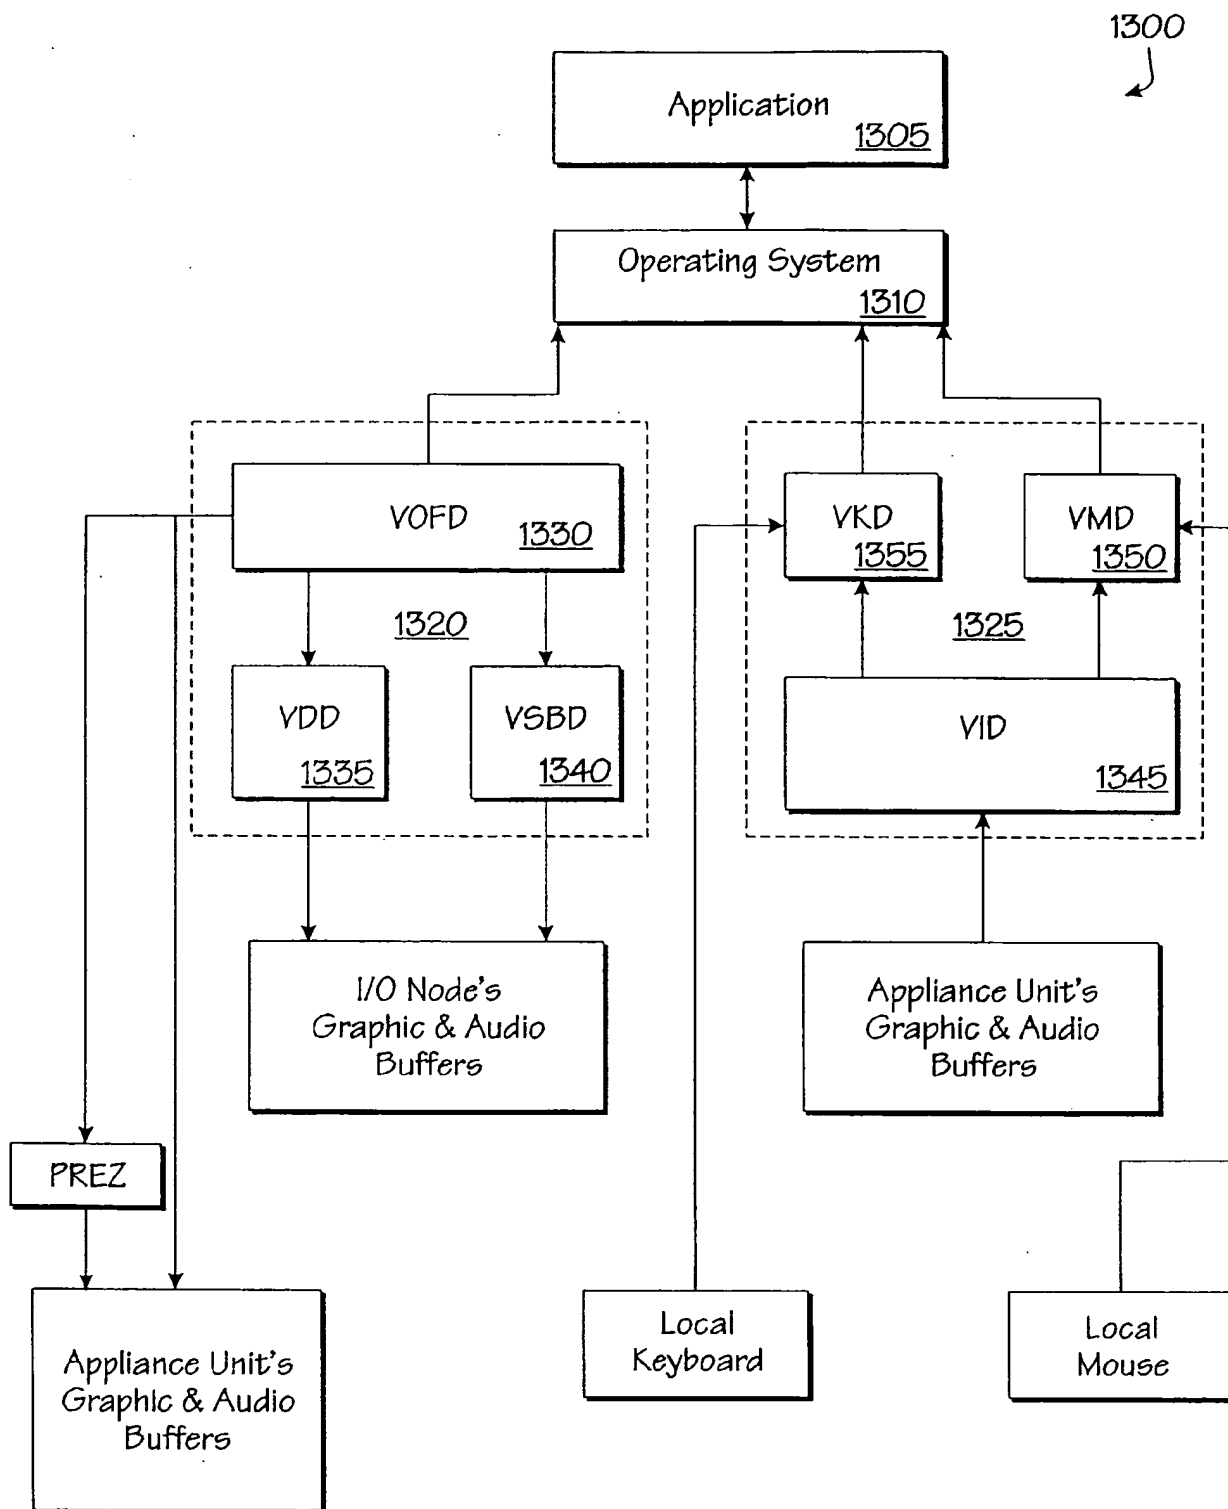 1300
Application
1305
Operating System
1310
VOFD
1330
VKD
1355
VMD
1350
1320
1325
VDD
1335
VSBD
1340
VID
1345
I/O Node's
Graphic & Audio
Buffers
Appliance Unit's
Graphic & Audio
Buffers
PREZ
Appliance Unit's
Graphic & Audio
Buffers
Local
Keyboard
Local
Mouse